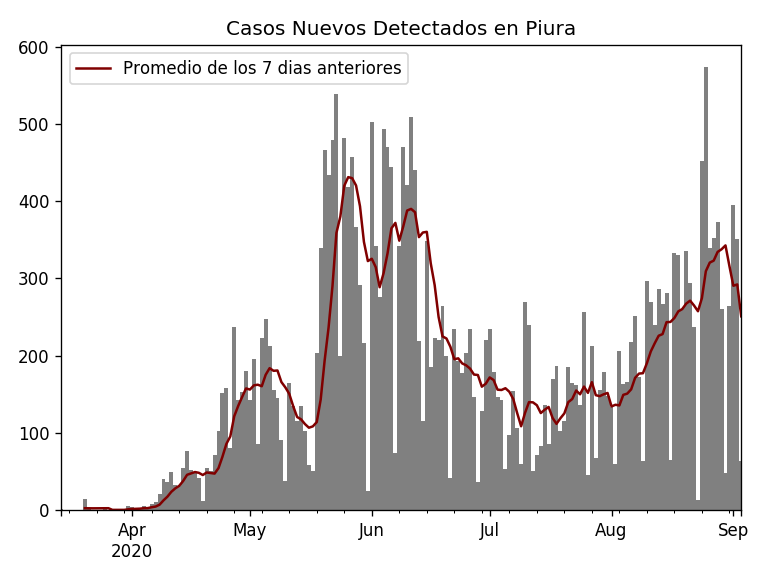 Casos Nuevos Detectados en Piura
Promedio de los 7 dias anteriores
600
500
400
300
200
100
0
Apr May Jun Jul Aug Sep
2020